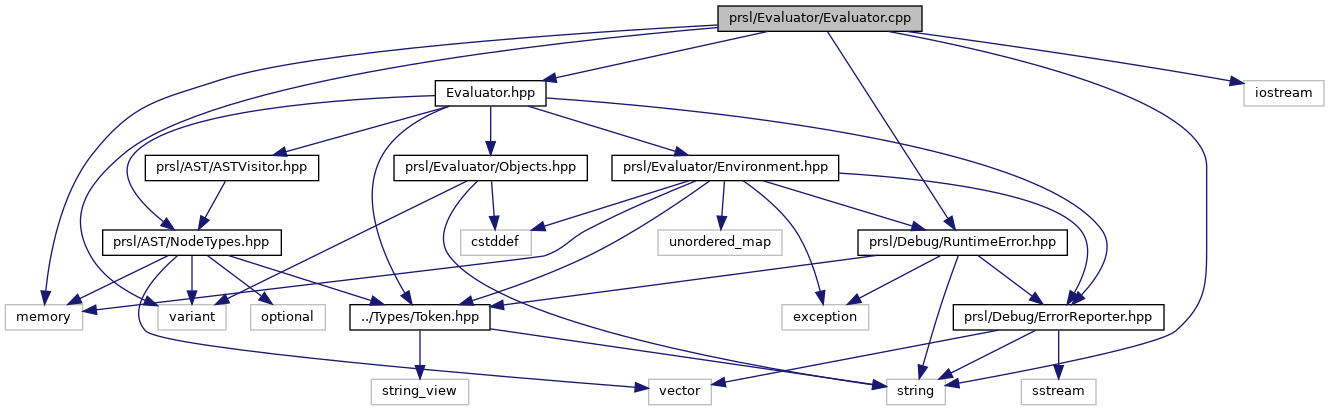 prsl/Evaluator/Evaluator.cpp
Evaluator.hpp
iostream
prsl/AST/ASTVisitor.hpp
prsl/Evaluator/Objects.hpp
prsl/Evaluator/Environment.hpp
prsl/AST/NodeTypes.hpp
cstddef
unordered_map
prsl/Debug/RuntimeError.hpp
memory
variant
optional
../Types/Token.hpp
exception
prsl/Debug/ErrorReporter.hpp
string_view
vector
string
sstream